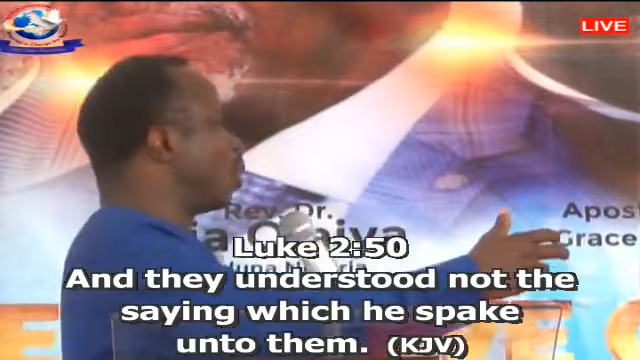 LIVE
Rev. Dr.
Apos
Grace
Luke 2:50
And they understood not the
saying which he spake
unto them. (KJV)